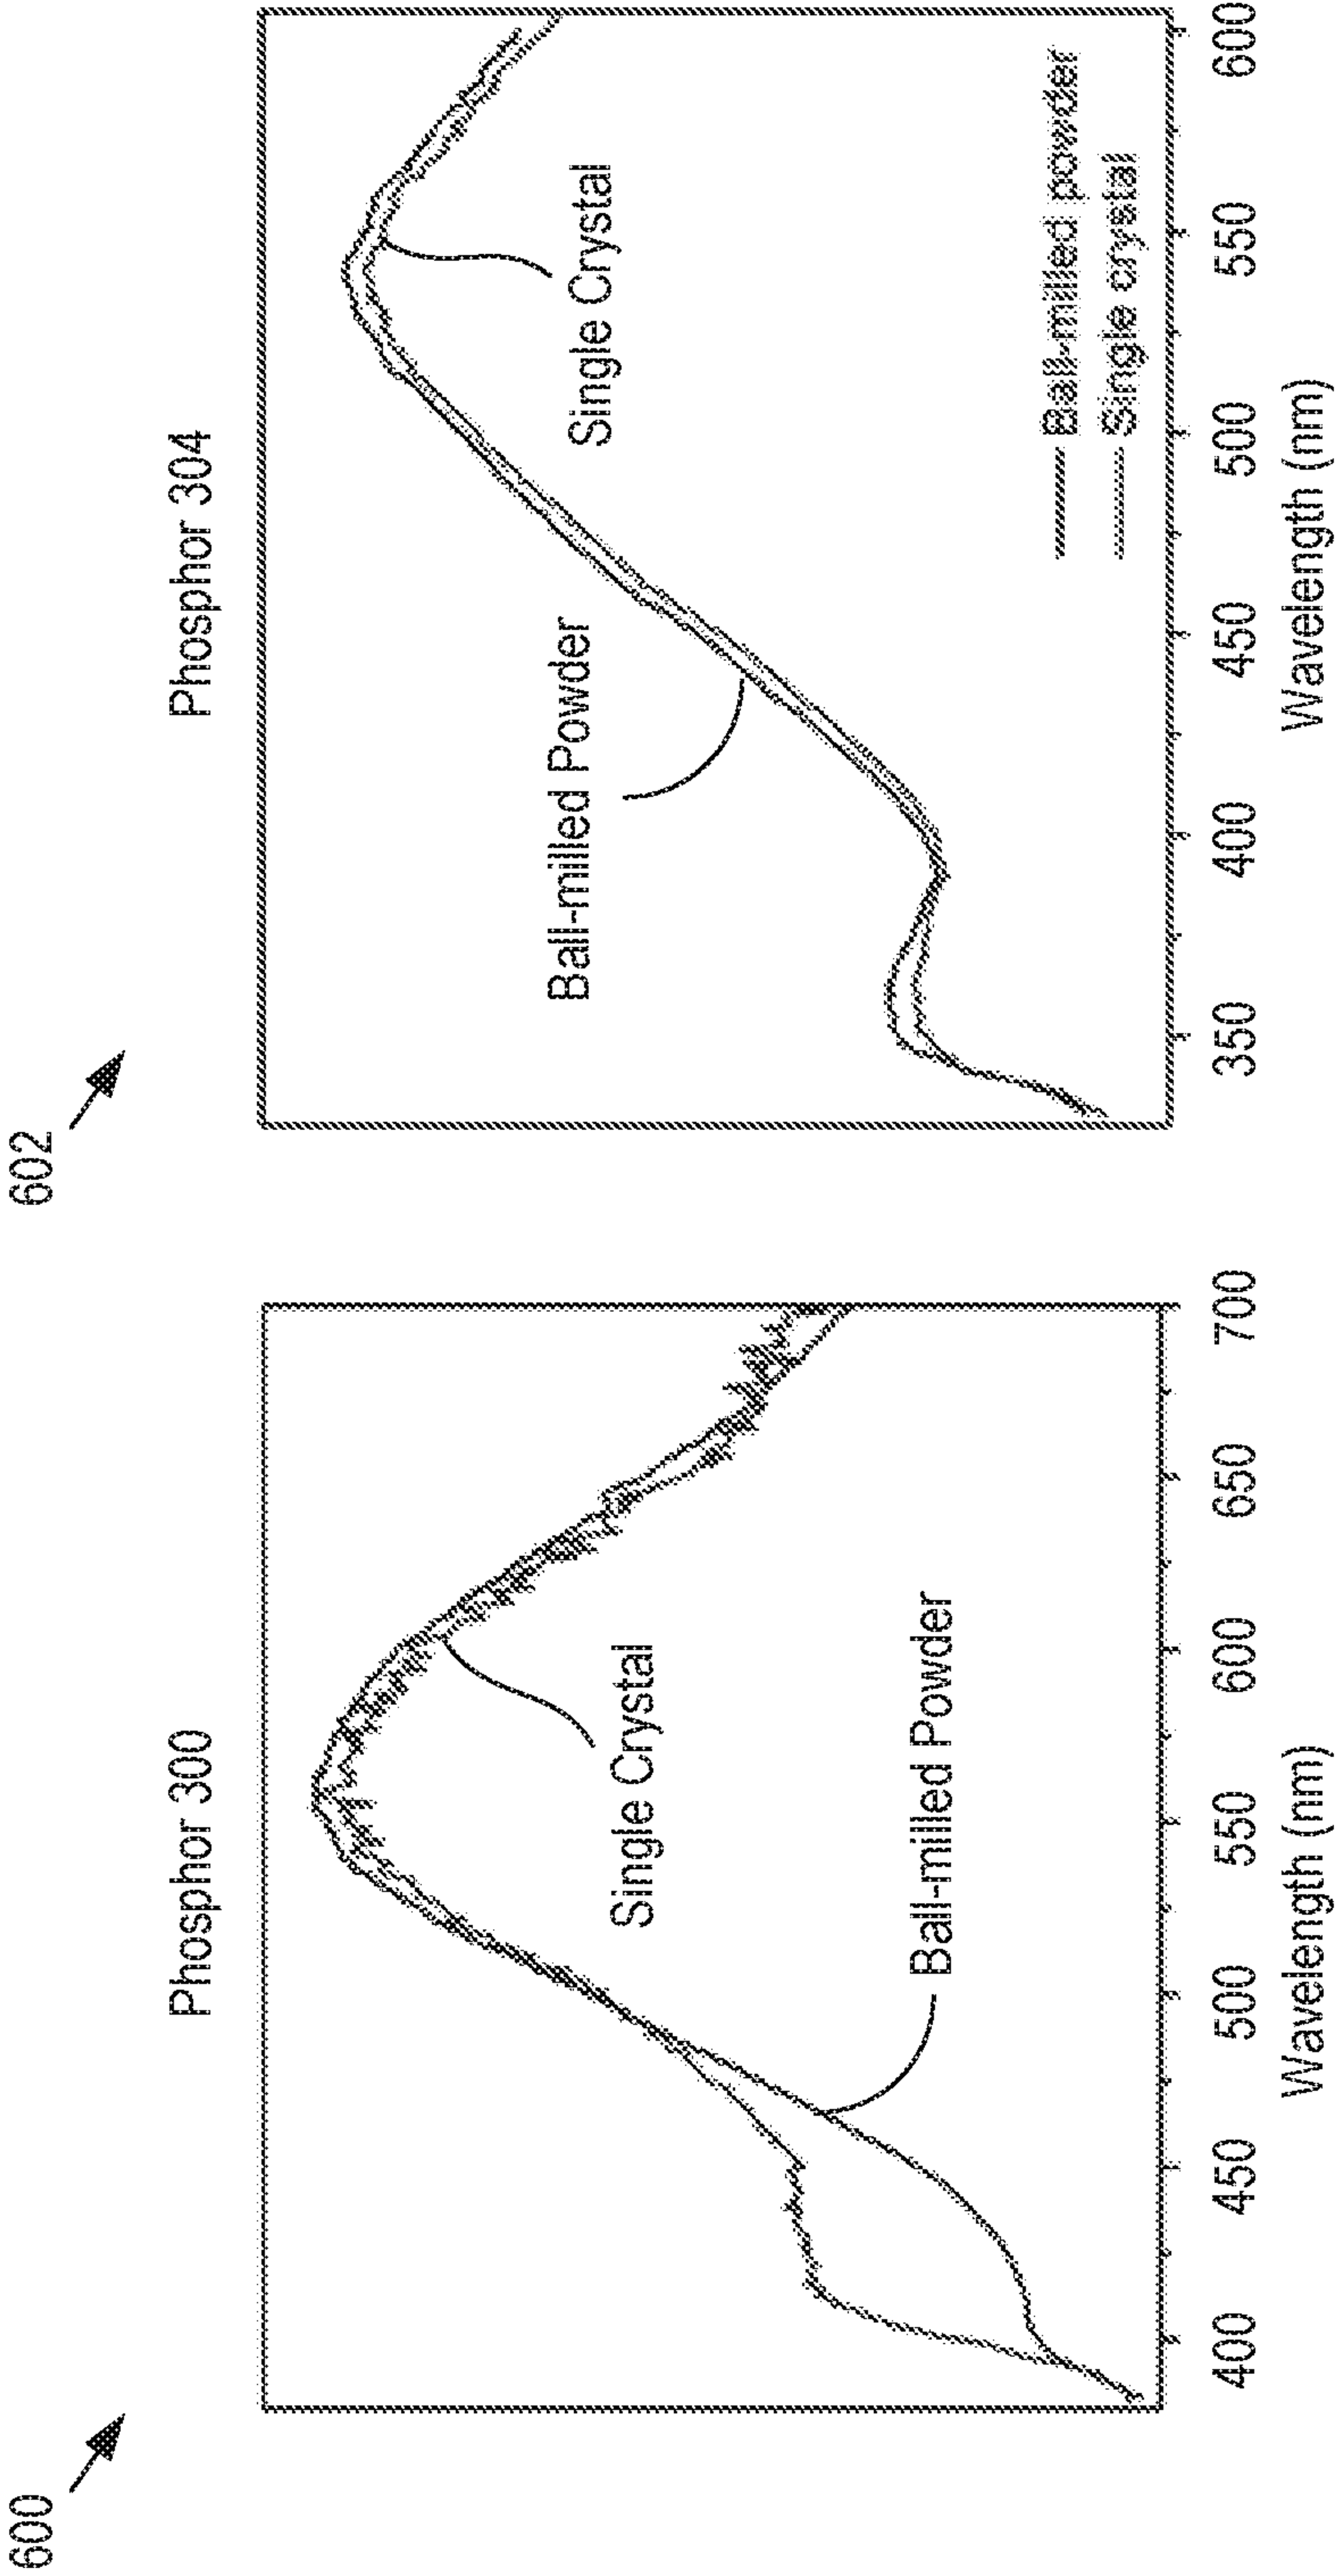 600
Phosphor 300
Single Crystal
Ball-milled Powder
400 450 500 550 600 650 700
Wavelength (nm)
602
Phosphor 304
Ball-milled Powder
Single Crystal
Ball-milled powder
Single crystal
350 400 450 500 550 600
Wavelength (nm)